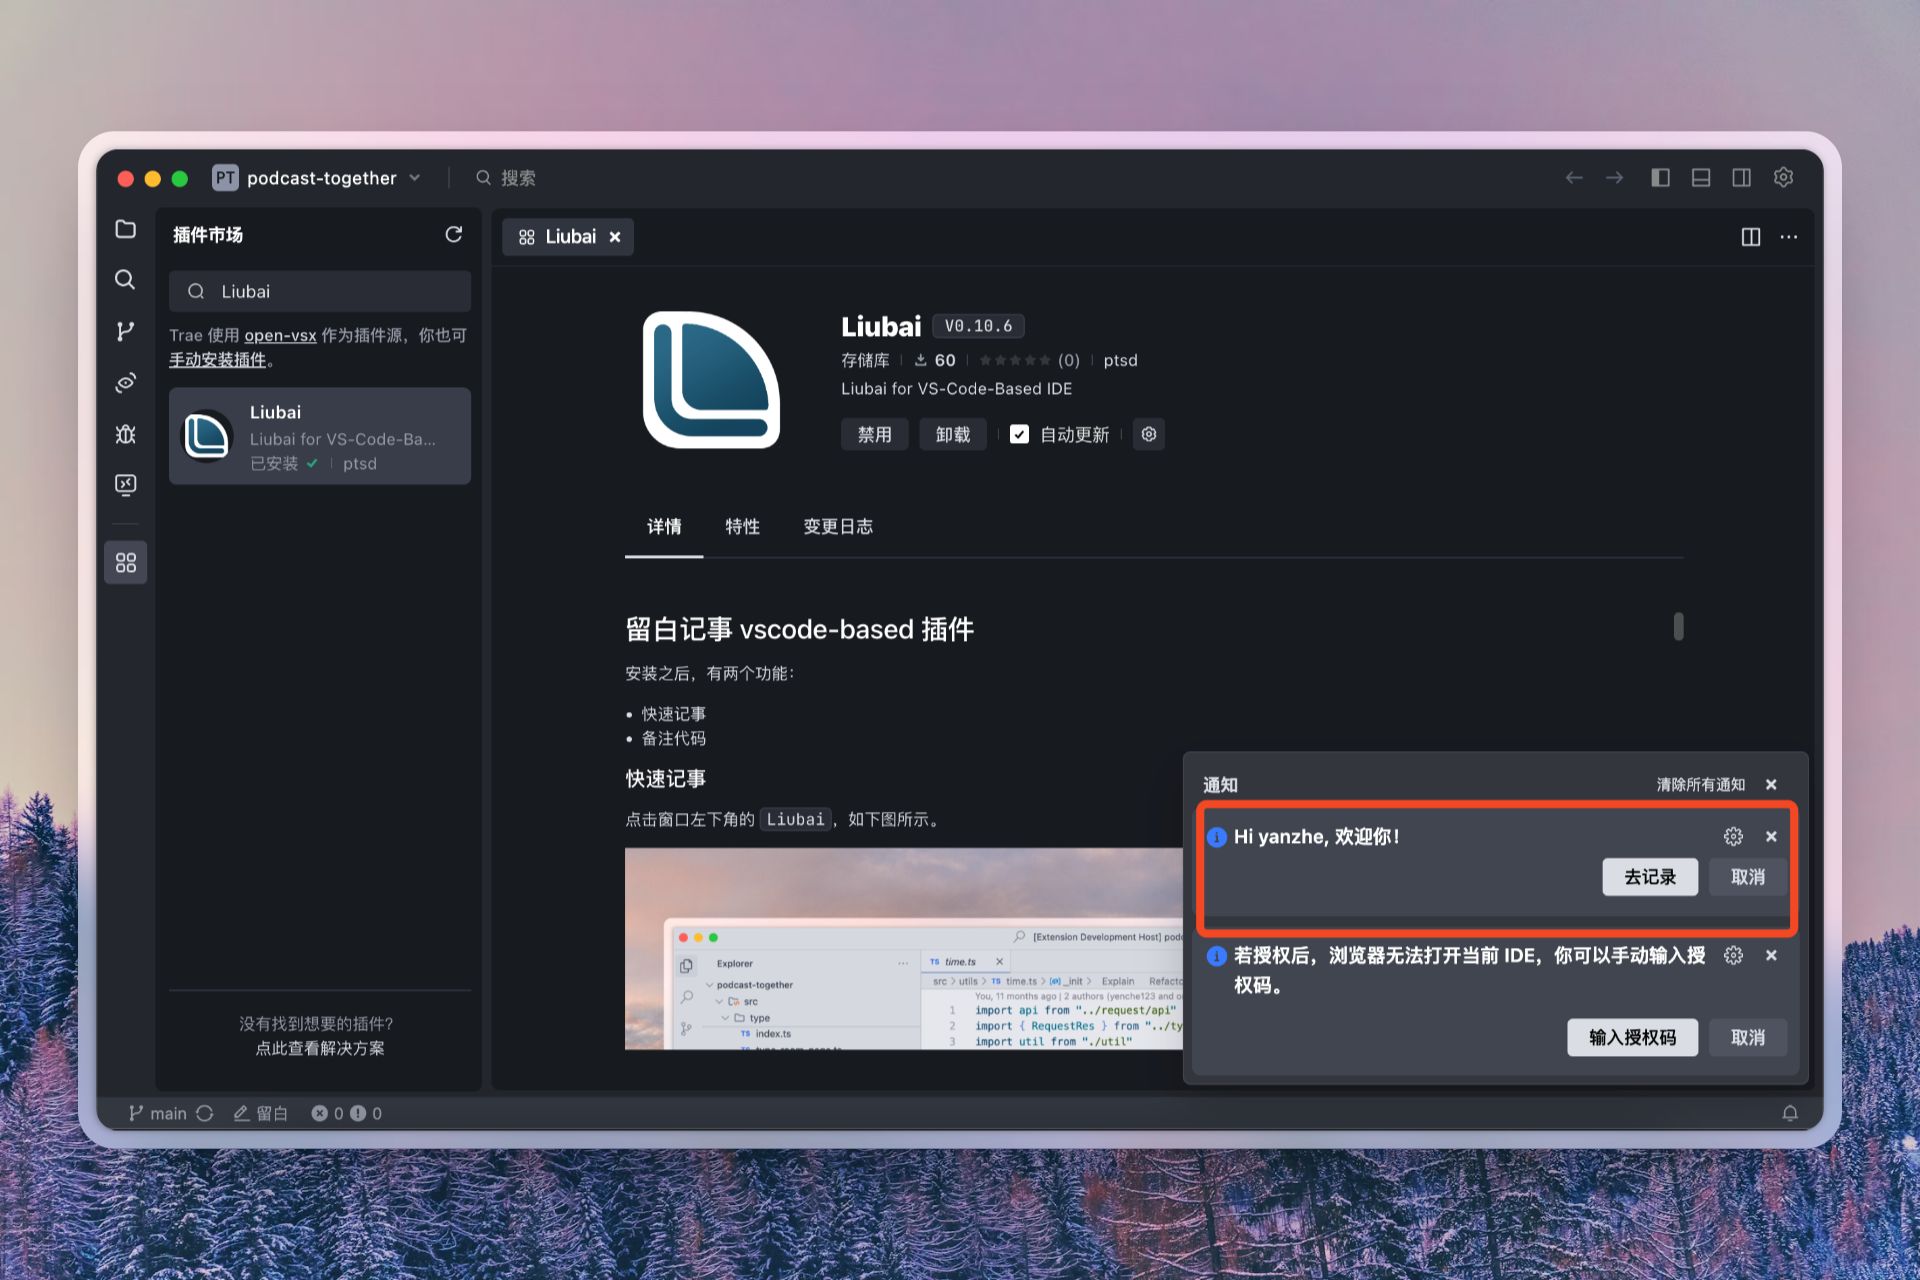 PT podcast-together
搜索
插件市场
Liubai
Trae 使用 open-vsx 作为插件源，你也可
手动安装插件。
Liubai
Liubai for VS-Code-Ba...
已安装 ptsd
没有找到想要的插件?
点此查看解决方案
Liubai
Liubai V0.10.6
存储库 60 (0) ptsd
Liubai for VS-Code-Based IDE
禁用 卸载 自动更新
详情 特性 变更日志
留白记事 vscode-based 插件
安装之后，有两个功能：
• 快速记事
• 备注代码
快速记事
点击窗口左下角的 Liubai，如下图所示。
[Extension Development Host] podc
Explorer ...
podcast-together
src
type
TS index.ts
TS time.ts
src > utils > TS time.ts > _init > Explain Refacto
You, 11 months ago | 2 authors (yenche123 and o
1 import api from "../request/api"
2 import { RequestRes } from "../ty
3 import util from "./util"
通知 清除所有通知
Hi yanzhe, 欢迎你！
去记录 取消
若授权后，浏览器无法打开当前 IDE，你可以手动输入授
权码。
输入授权码 取消
main 留白 0 0